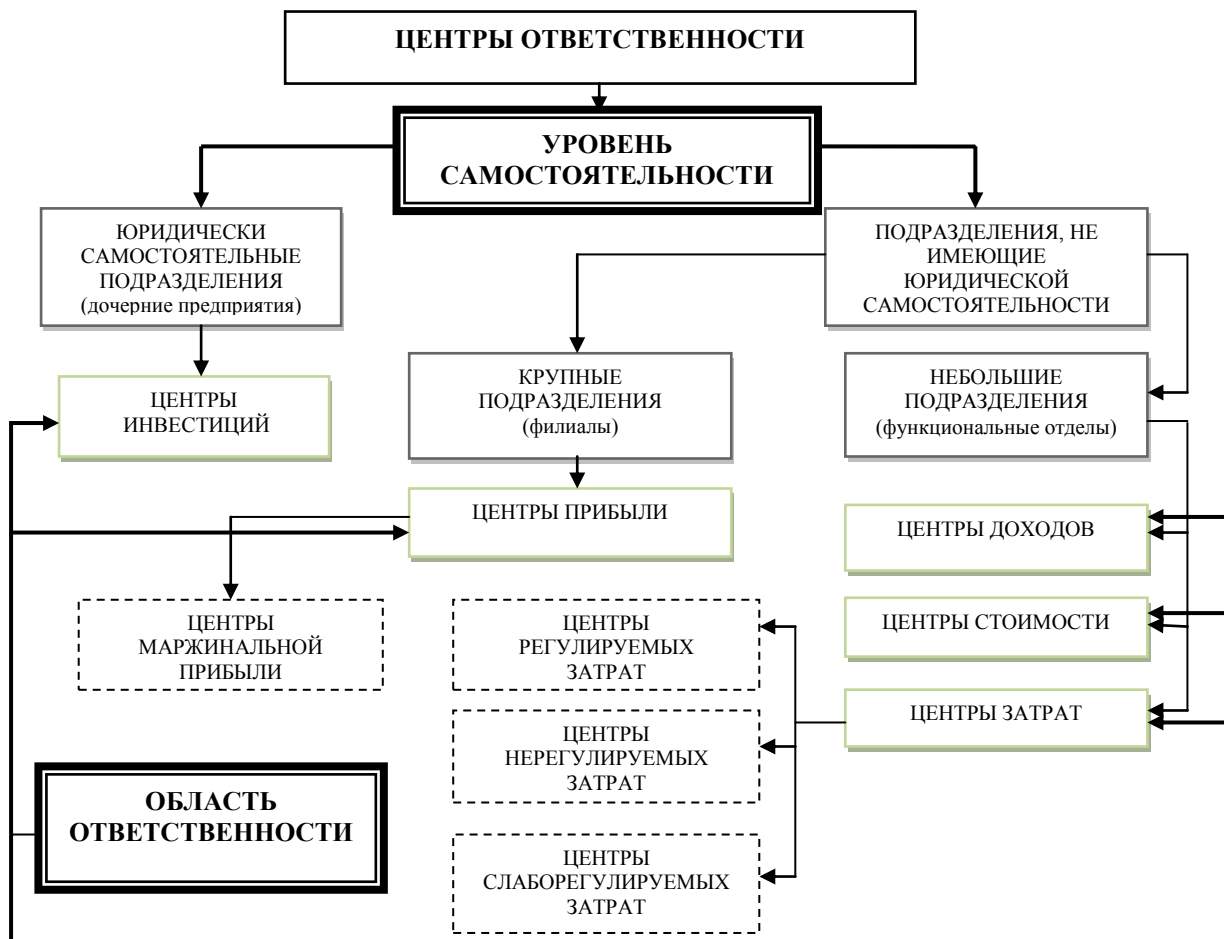 ЦЕНТРЫ ОТВЕТСТВЕННОСТИ
УРОВЕНЬ
САМОСТОЯТЕЛЬНОСТИ
ЮРИДИЧЕСКИ
САМОСТОЯТЕЛЬНЫЕ
ПОДРАЗДЕЛЕНИЯ
(дочерние предприятия)
ПОДРАЗДЕЛЕНИЯ, НЕ
ИМЕЮЩИЕ
ЮРИДИЧЕСКОЙ
САМОСТОЯТЕЛЬНОСТИ
ЦЕНТРЫ
ИНВЕСТИЦИЙ
КРУПНЫЕ
ПОДРАЗДЕЛЕНИЯ
(филиалы)
НЕБОЛЬШИЕ
ПОДРАЗДЕЛЕНИЯ
(функциональные отделы)
ЦЕНТРЫ ПРИБЫЛИ
ЦЕНТРЫ ДОХОДОВ
ЦЕНТРЫ
МАРЖИНАЛЬНОЙ
ПРИБЫЛИ
ЦЕНТРЫ
РЕГУЛИРУЕМЫХ
ЗАТРАТ
ЦЕНТРЫ СТОИМОСТИ
ЦЕНТРЫ ЗАТРАТ
ЦЕНТРЫ
НЕРЕГУЛИРУЕМЫХ
ЗАТРАТ
ОБЛАСТЬ
ОТВЕТСТВЕННОСТИ
ЦЕНТРЫ
СЛАБОРЕГУЛИРУЕМЫХ
ЗАТРАТ